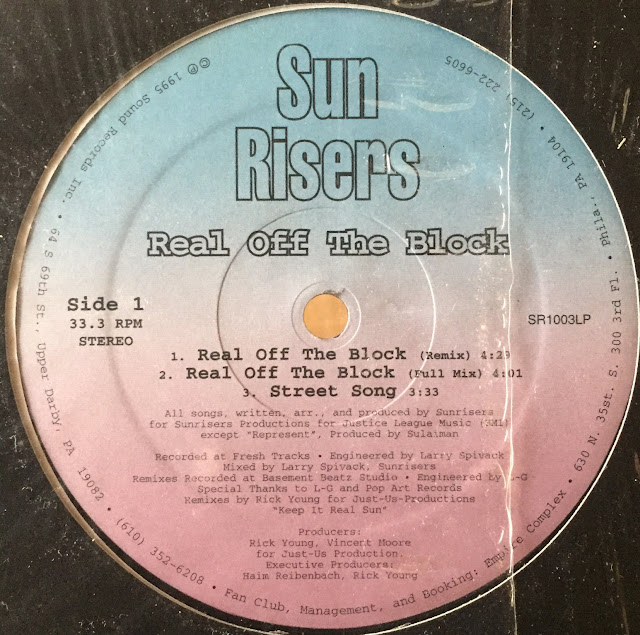 Sun
Risers
Real Off The Block
Side 1
33.3 RPM
STEREO
SR1003LP
1. Real Off The Block (Remix) 4:23
2. Real Off The Block (Full Mix) 4:01
3. Street Song 3:33
All songs, written, arr., and produced by Sunrisers
for Sunrisers Productions for Justice League Music (BMI)
except "Represent", Produced by Sulaiman
Recorded at Fresh Tracks • Engineered by Larry Spivack
Mixed by Larry Spivack, Sunrisers
Remixes Recorded at Basement Beatz Studio • Engineered by L-G
Special Thanks to L-G and Pop Art Records
Remixes by Rick Young for Just-Us-Productions
"Keep It Real Sun"
Producers:
Rick Young, Vincent Moore
for Just-Us Production.
Executive Producers:
Haim Reibenbach, Rick Young
©℗ 1995 Sound Records Inc. • 64 S 69th St., Upper Darby, PA 19082 • (610) 352-6208 • Fan Club, Management, and Booking: Empire Complex • 630 N. 35st. S. 300 3rd Fl. • Phila., PA 19104 • (215) 222-6605